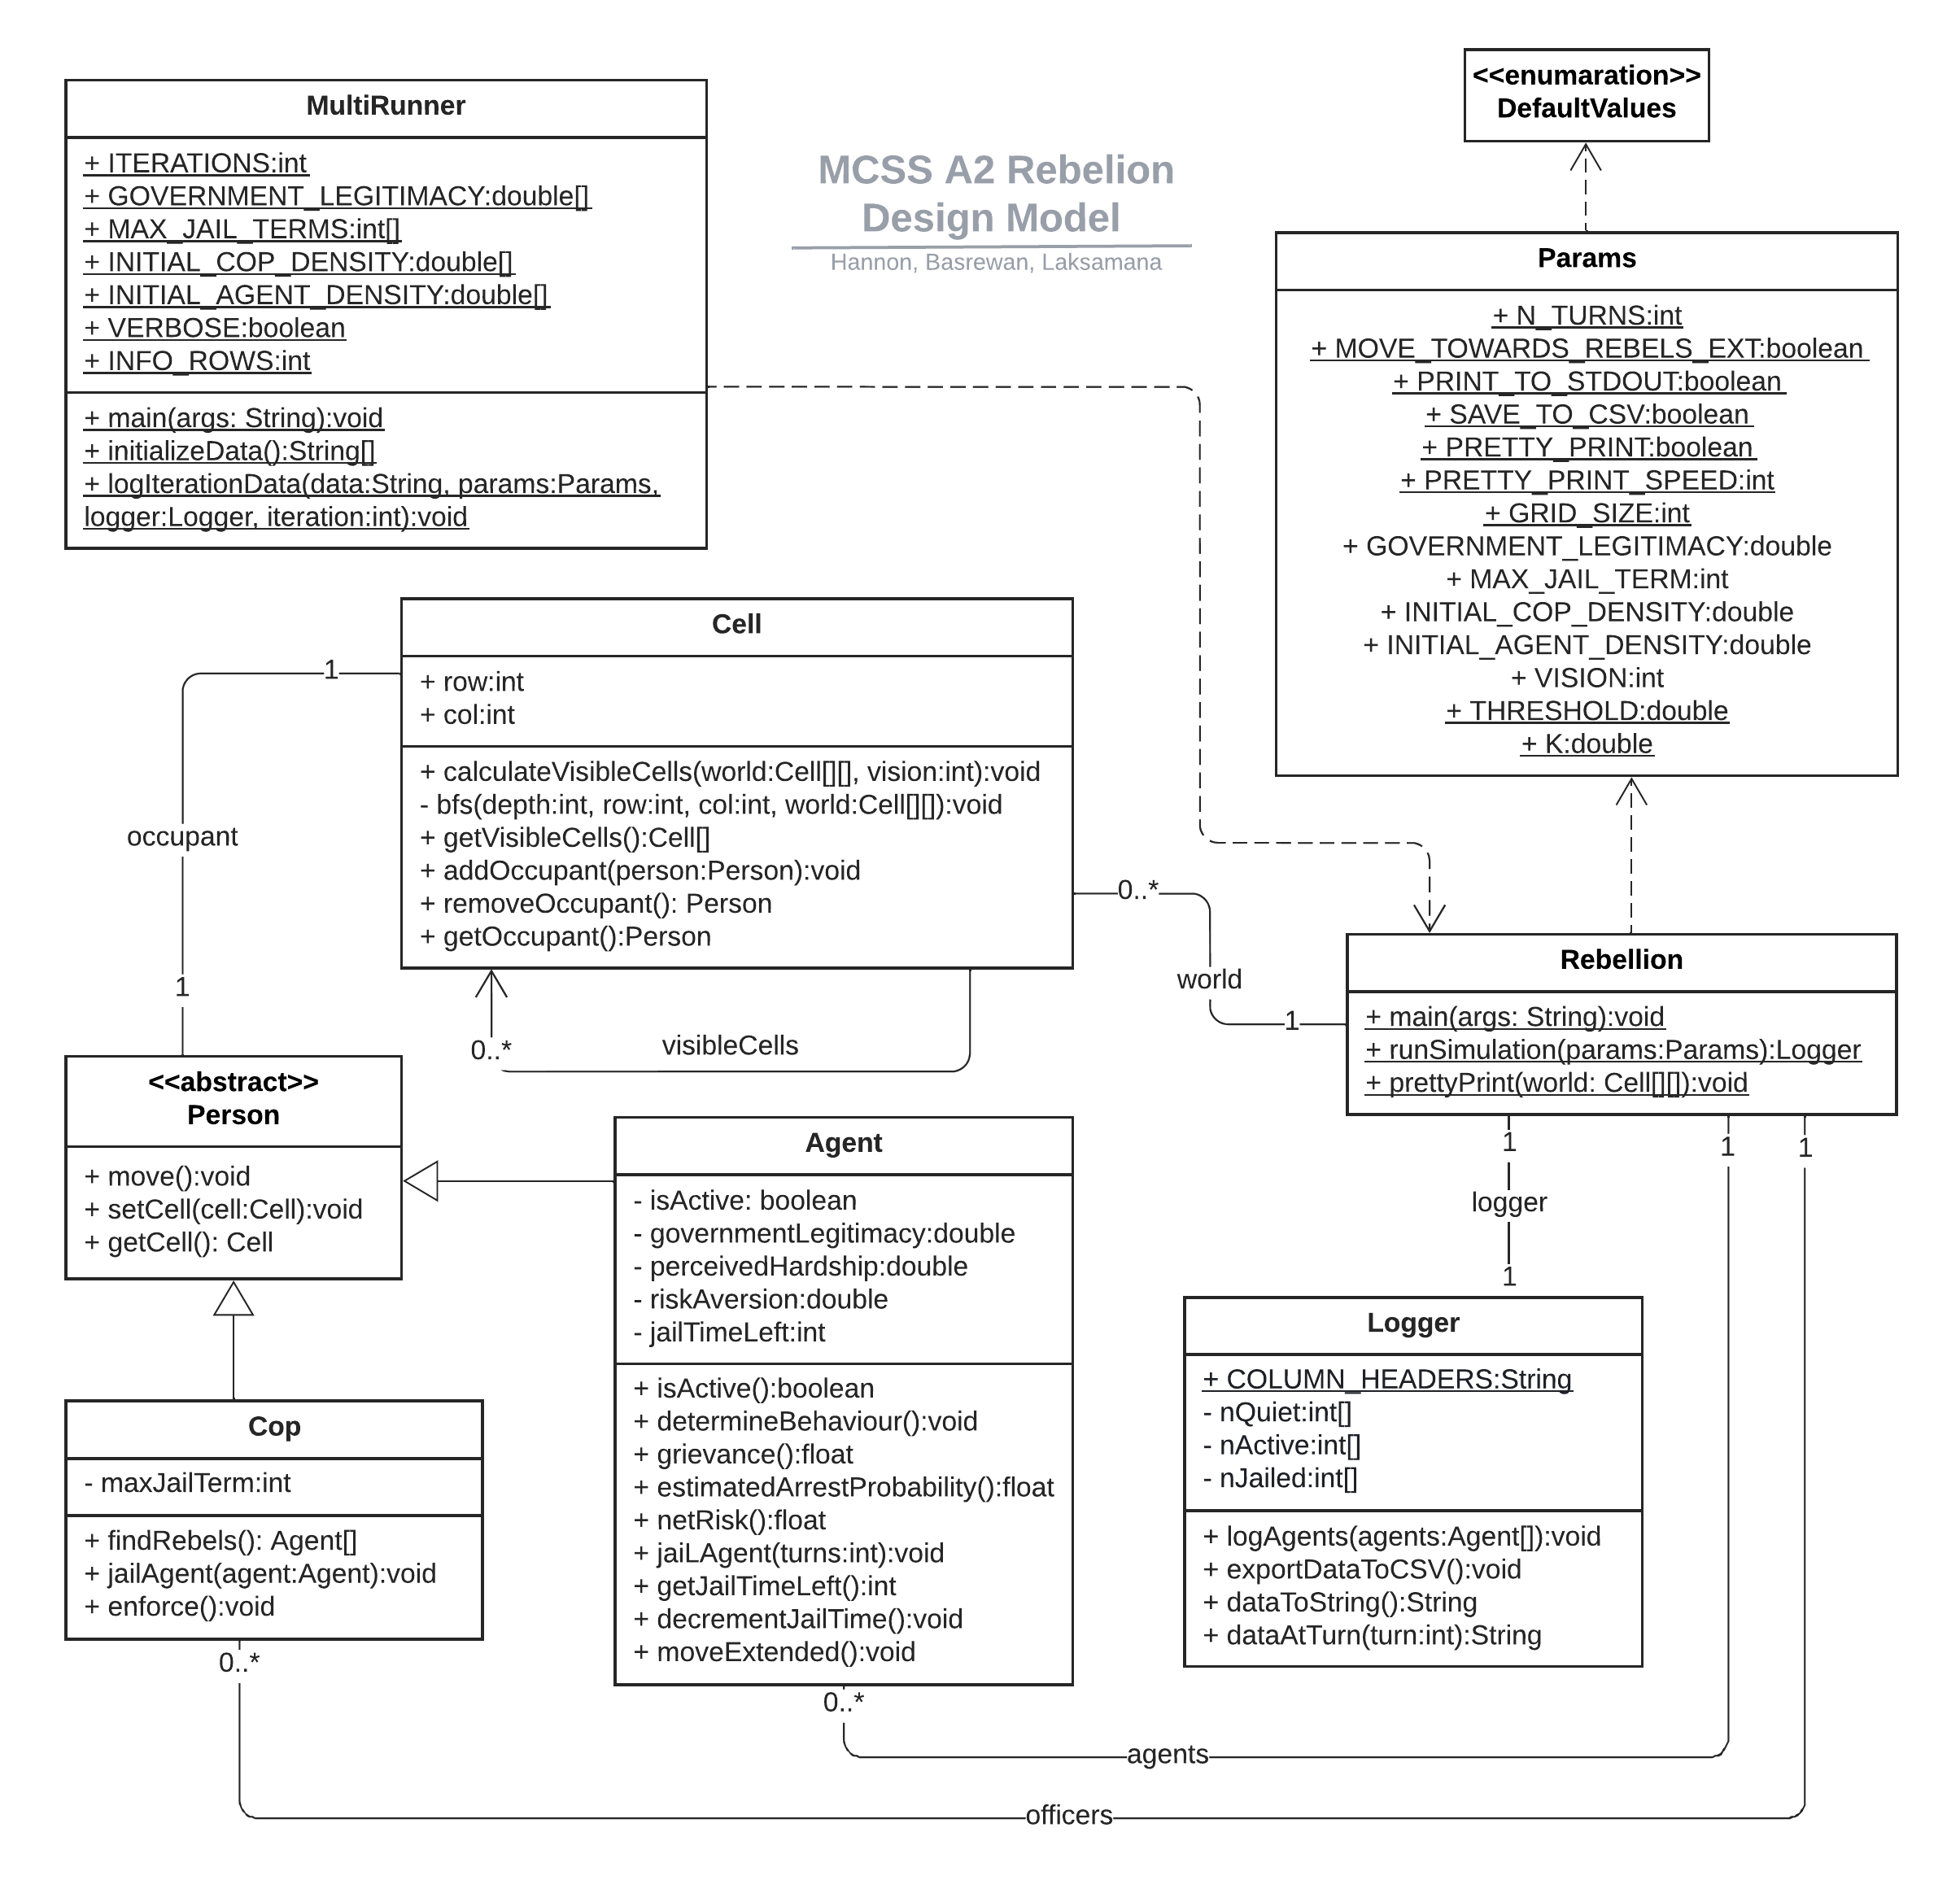 MultiRunner
+ ITERATIONS:int
+ GOVERNMENT_LEGITIMACY:double[]
+ MAX_JAIL_TERMS:int[]
+ INITIAL_COP_DENSITY:double[]
+ INITIAL_AGENT_DENSITY:double[]
+ VERBOSE:boolean
+ INFO_ROWS:int
+ main(args: String):void
+ initializeData():String[]
+ logIterationData(data:String, params:Params,
logger:Logger, iteration:int):void
MCSS A2 Rebelion
Design Model
Hannon, Basrewan, Laksamana
<<enumaration>>
DefaultValues
Params
+ N_TURNS:int
+ MOVE_TOWARDS_REBELS_EXT:boolean
+ PRINT_TO_STDOUT:boolean
+ SAVE_TO_CSV:boolean
+ PRETTY_PRINT:boolean
+ PRETTY_PRINT_SPEED:int
+ GRID_SIZE:int
+ GOVERNMENT_LEGITIMACY:double
+ MAX_JAIL_TERM:int
+ INITIAL_COP_DENSITY:double
+ INITIAL_AGENT_DENSITY:double
+ VISION:int
+ THRESHOLD:double
+ K:double
Cell
+ row:int
+ col:int
+ calculateVisibleCells(world:Cell[][], vision:int):void
- bfs(depth:int, row:int, col:int, world:Cell[][]):void
+ getVisibleCells():Cell[]
+ addOccupant(person:Person):void
+ removeOccupant(): Person
+ getOccupant():Person
1
occupant
1
0..*
visibleCells
0..*
world
1
Rebellion
+ main(args: String):void
+ runSimulation(params:Params):Logger
+ prettyPrint(world: Cell[][]):void
<<abstract>>
Person
+ move():void
+ setCell(cell:Cell):void
+ getCell(): Cell
Agent
- isActive: boolean
- governmentLegitimacy:double
- perceivedHardship:double
- riskAversion:double
- jailTimeLeft:int
+ isActive():boolean
+ determineBehaviour():void
+ grievance():float
+ estimatedArrestProbability():float
+ netRisk():float
+ jaiLAgent(turns:int):void
+ getJailTimeLeft():int
+ decrementJailTime():void
+ moveExtended():void
1
logger
1
1
1
Logger
+ COLUMN_HEADERS:String
- nQuiet:int[]
- nActive:int[]
- nJailed:int[]
+ logAgents(agents:Agent[]):void
+ exportDataToCSV():void
+ dataToString():String
+ dataAtTurn(turn:int):String
Cop
- maxJailTerm:int
+ findRebels(): Agent[]
+ jailAgent(agent:Agent):void
+ enforce():void
0..*
0..*
agents
officers